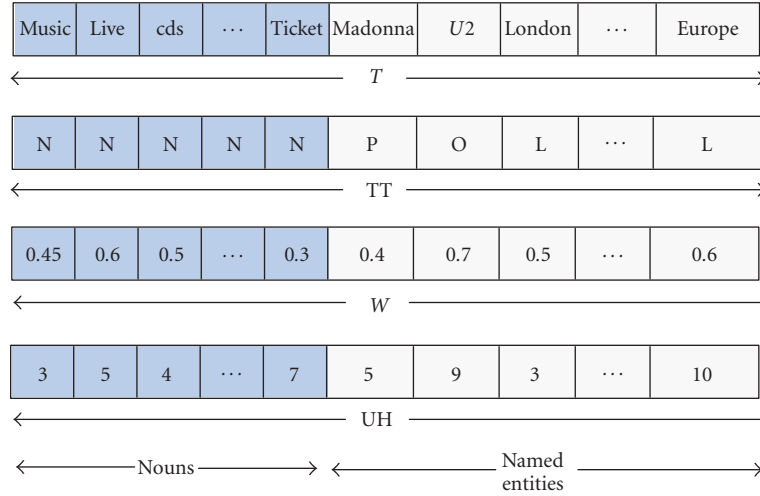 Music Live cds ... Ticket Madonna U2 London ... Europe
T
N N N N N P O L ... L
TT
0.45 0.6 0.5 ... 0.3 0.4 0.7 0.5 ... 0.6
W
3 5 4 ... 7 5 9 3 ... 10
UH
Nouns Named
entities